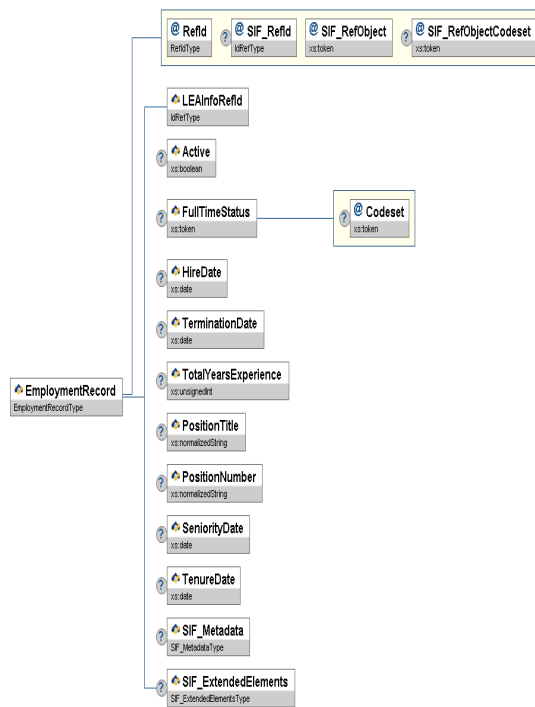 @ RefId
RefIdType
? @ SIF_RefId
IdRefType
@ SIF_RefObject
xs:token
? @ SIF_RefObjectCodeset
xs:token
LEAInfoRefId
IdRefType
? Active
xs:boolean
? FullTimeStatus
xs:token
? @ Codeset
xs:token
? HireDate
xs:date
? TerminationDate
xs:date
EmploymentRecord
EmploymentRecordType
? TotalYearsExperience
xs:unsignedInt
? PositionTitle
xs:normalizedString
? PositionNumber
xs:normalizedString
? SeniorityDate
xs:date
? TenureDate
xs:date
? SIF_Metadata
SIF_MetadataType
? SIF_ExtendedElements
SIF_ExtendedElementsType